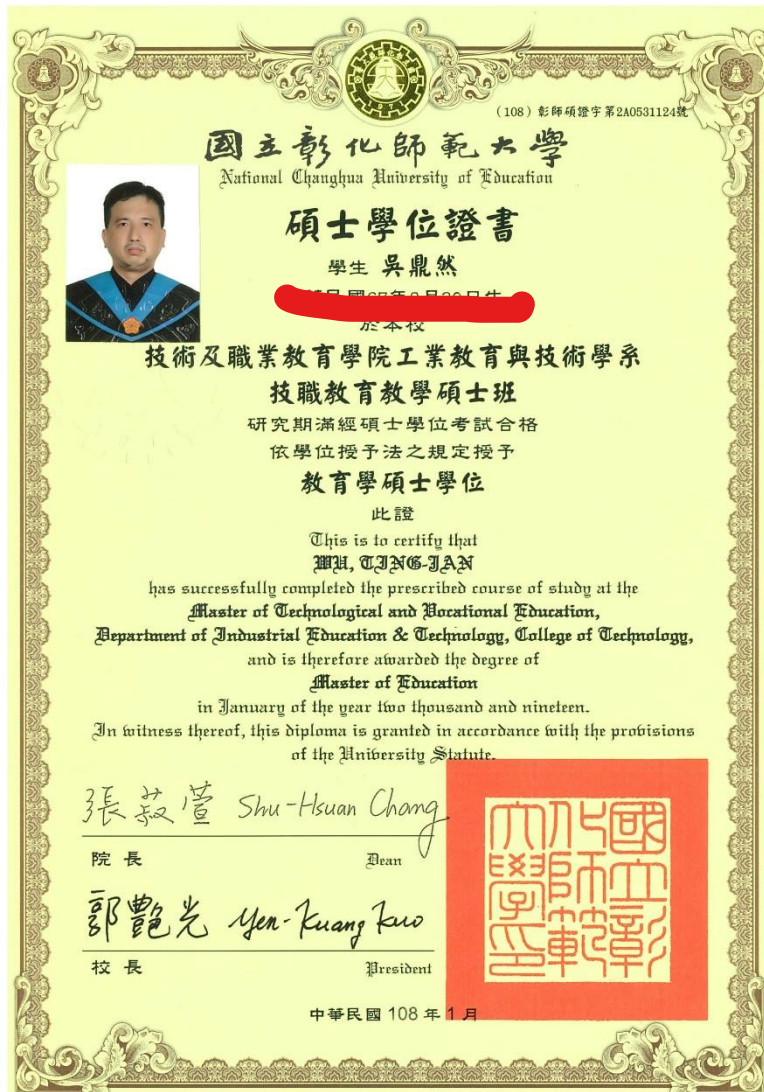 (108) 彰師碩證字第2A0531124號
國立彰化師範大學
National Changhua University of Education
碩士學位證書
學生 吳鼎然
於本校
技術及職業教育學院工業教育與技術學系
技職教育教學碩士班
研究期滿經碩士學位考試合格
依學位授予法之規定授予
教育學碩士學位
此證
This is to certify that
WU, TING-JAN
has successfully completed the prescribed course of study at the
Master of Technological and Vocational Education,
Department of Industrial Education & Technology, College of Technology,
and is therefore awarded the degree of
Master of Education
in January of the year two thousand and nineteen.
In witness thereof, this diploma is granted in accordance with the provisions
of the University Statute.
張菽萱 Shu-Hsuan Chang
院長 Dean
郭艷光 Yen-Kuang Kuo
校長 President
國立彰化師範大學印
中華民國 108 年 1 月